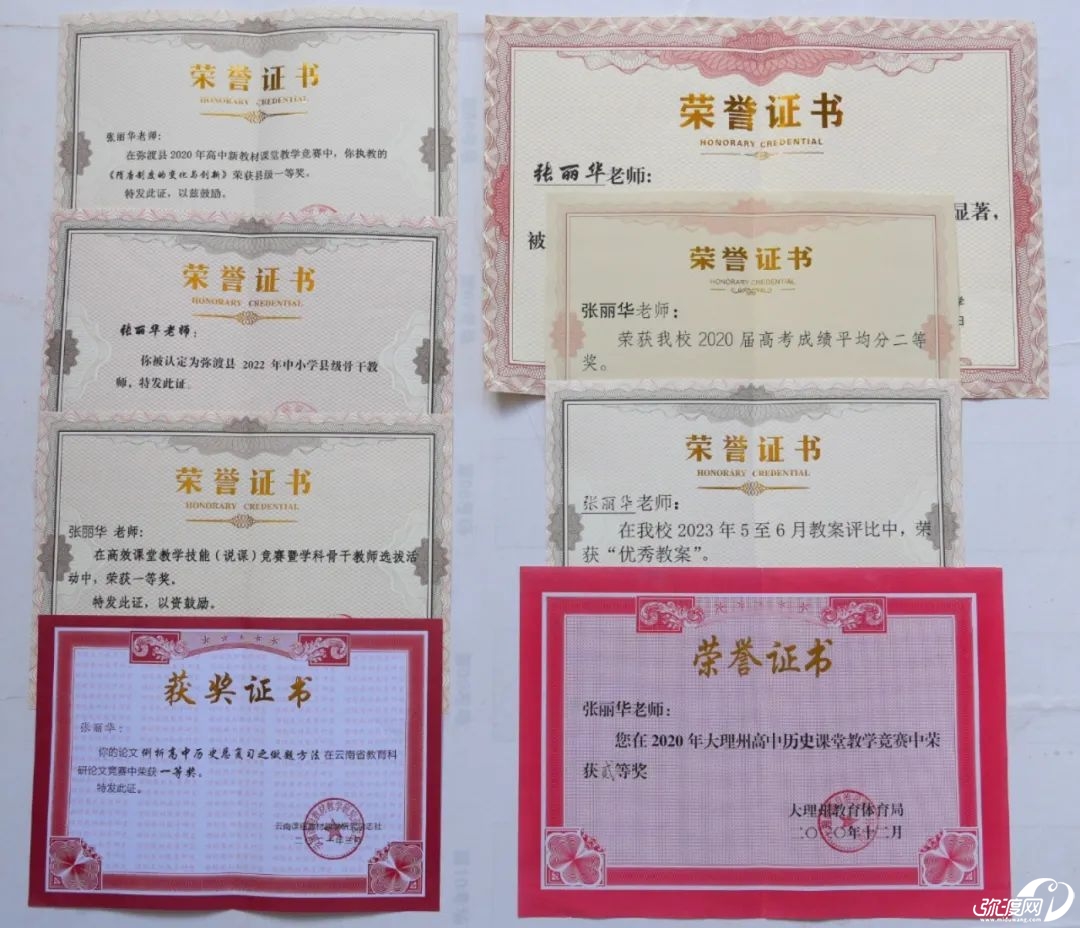 荣誉证书
HONORARY CREDENTIAL
张丽华老师：
在弥渡县2020年高中新教材课堂教学竞赛中，你执教的
《隋唐制度的变化与创新》荣获县级一等奖。
特发此证，以兹鼓励。
荣誉证书
HONORARY CREDENTIAL
张丽华老师：
你被认定为弥渡县 2022 年中小学县级骨干教
师，特发此证
荣誉证书
HONORARY CREDENTIAL
张丽华 老师：
在高效课堂教学技能（说课）竞赛暨学科骨干教师选拔活
动中，荣获一等奖。
特发此证，以资鼓励。
获奖证书
张丽华：
你的论文 例析高中历史总复习之做题方法 在云南省教育科
研论文竞赛中荣获 一等奖。
特发此证。
荣誉证书
HONORARY CREDENTIAL
张丽华老师：
显著，
被
荣誉证书
HONORARY CREDENTIAL
张丽华老师：
荣获我校2020届高考成绩平均分二等
奖。
荣誉证书
HONORARY CREDENTIAL
张丽华老师：
在我校2023年5至6月教案评比中，荣
获“优秀教案”。
荣誉证书
张丽华老师：
您在2020年大理州高中历史课堂教学竞赛中荣
获贰等奖
大理州教育体育局
二〇二〇年十二月
弥渡网
www.miduwang.com